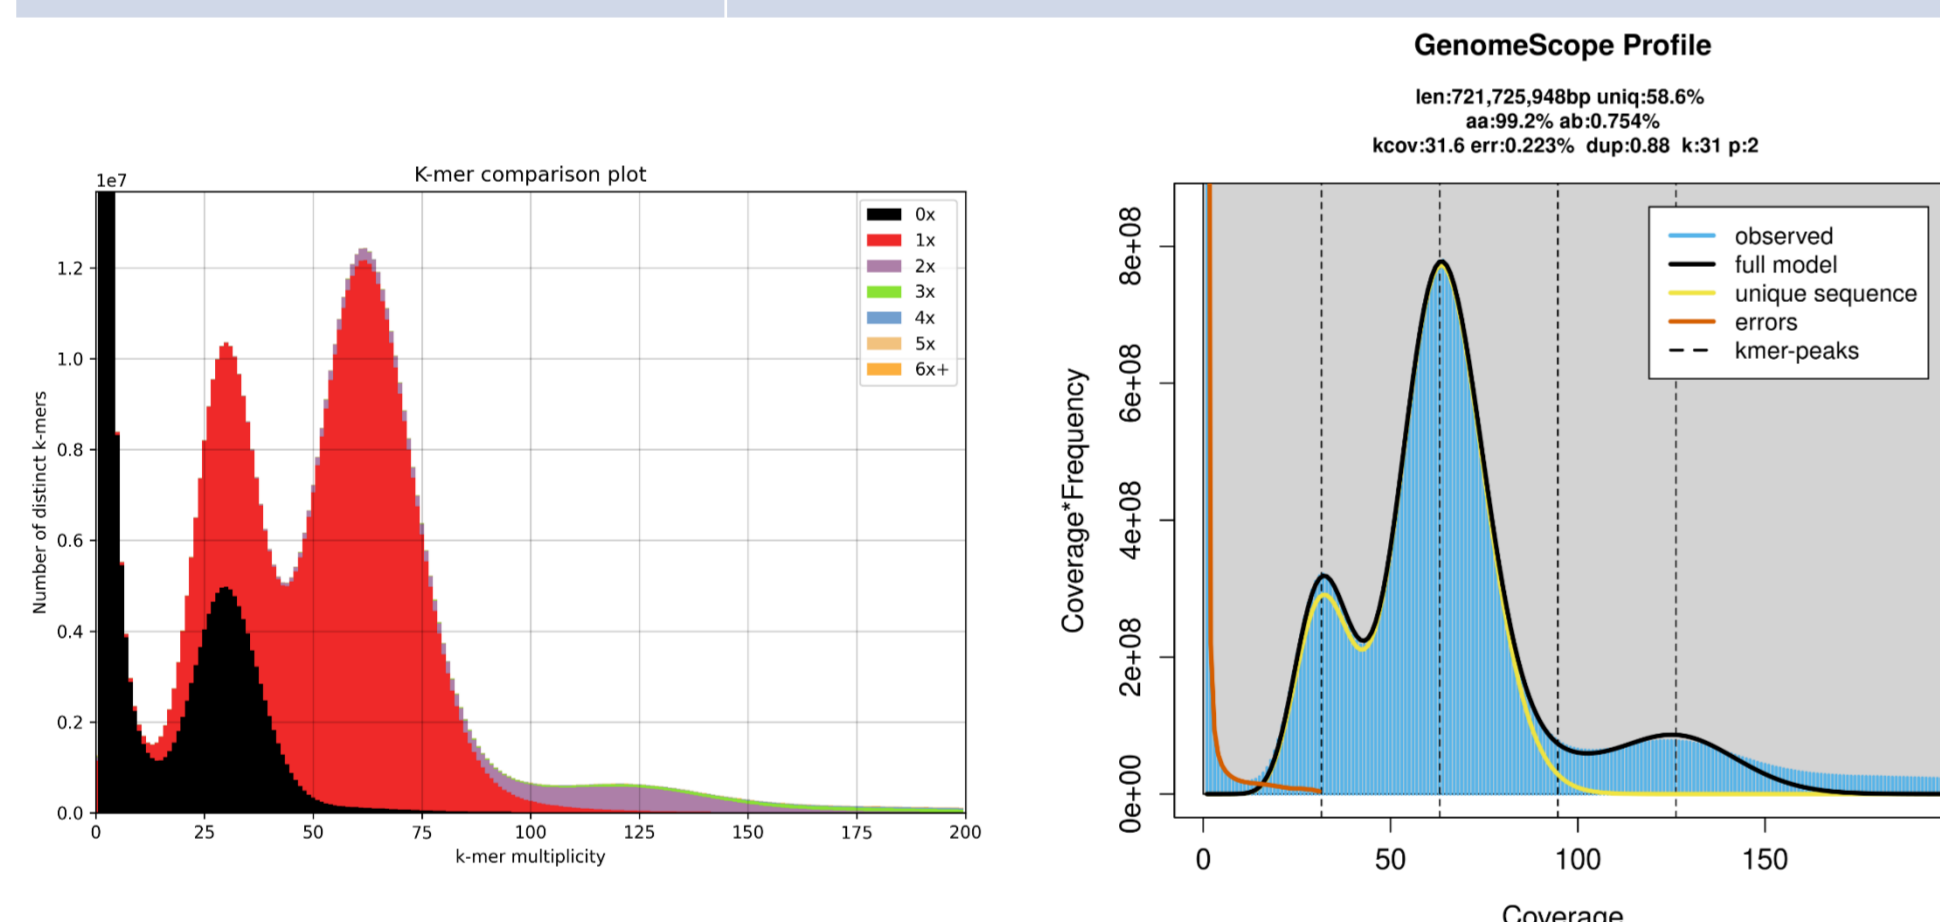 K-mer comparison plot
1e7
0x
1x
2x
3x
4x
5x
6x+
1.2
1.0
0.8
0.6
0.4
0.2
0.0
Number of distinct k-mers
0 25 50 75 100 125 150 175 200
k-mer multiplicity
GenomeScope Profile
len:721,725,948bp uniq:58.6%
aa:99.2% ab:0.754%
kcov:31.6 err:0.223% dup:0.88 k:31 p:2
observed
full model
unique sequence
errors
kmer-peaks
8e+08
6e+08
4e+08
2e+08
0e+00
Coverage*Frequency
0 50 100 150
Coverage